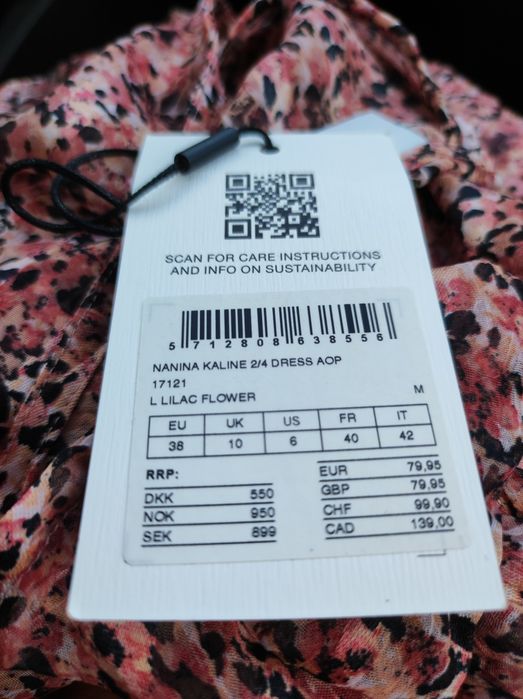 SCAN FOR CARE INSTRUCTIONS
AND INFO ON SUSTAINABILITY
5 712808 638556
NANINA KALINE 2/4 DRESS AOP
17121
L LILAC FLOWER M
EU UK US FR IT
38 10 6 40 42
RRP:
DKK 550
NOK 950
SEK 899
EUR 79,95
GBP 79,95
CHF 99,90
CAD 139,00